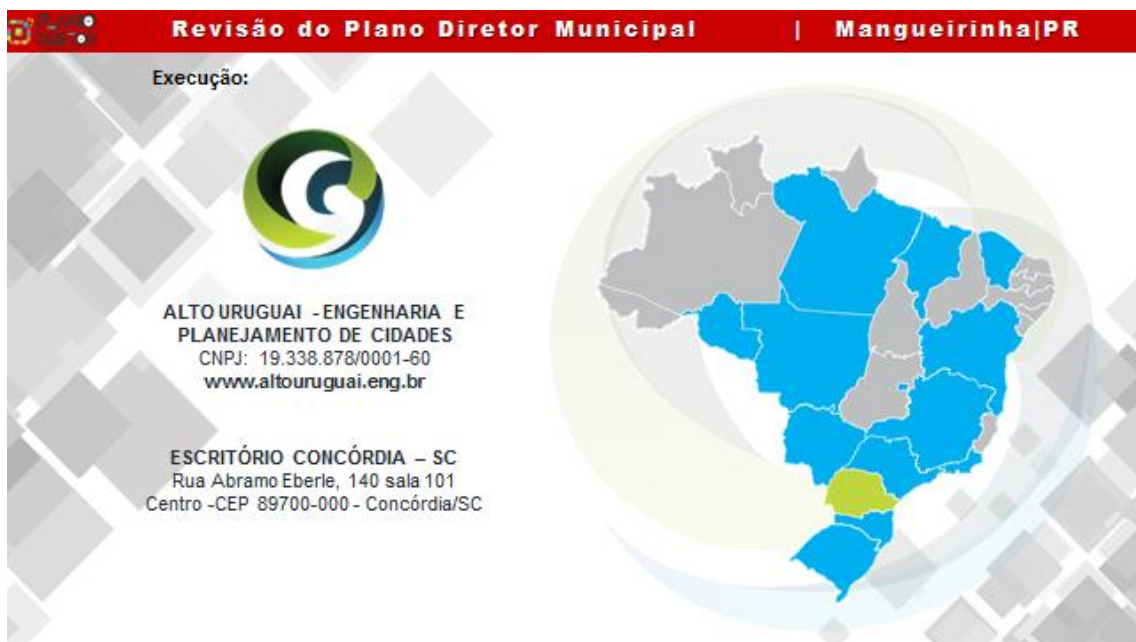 Revisão do Plano Diretor Municipal | Mangueirinha|PR
Execução:
ALTO URUGUAI - ENGENHARIA E
PLANEJAMENTO DE CIDADES
CNPJ: 19.338.878/0001-60
www.altouruguai.eng.br
ESCRITÓRIO CONCÓRDIA – SC
Rua Abramo Eberle, 140 sala 101
Centro -CEP 89700-000 - Concórdia/SC